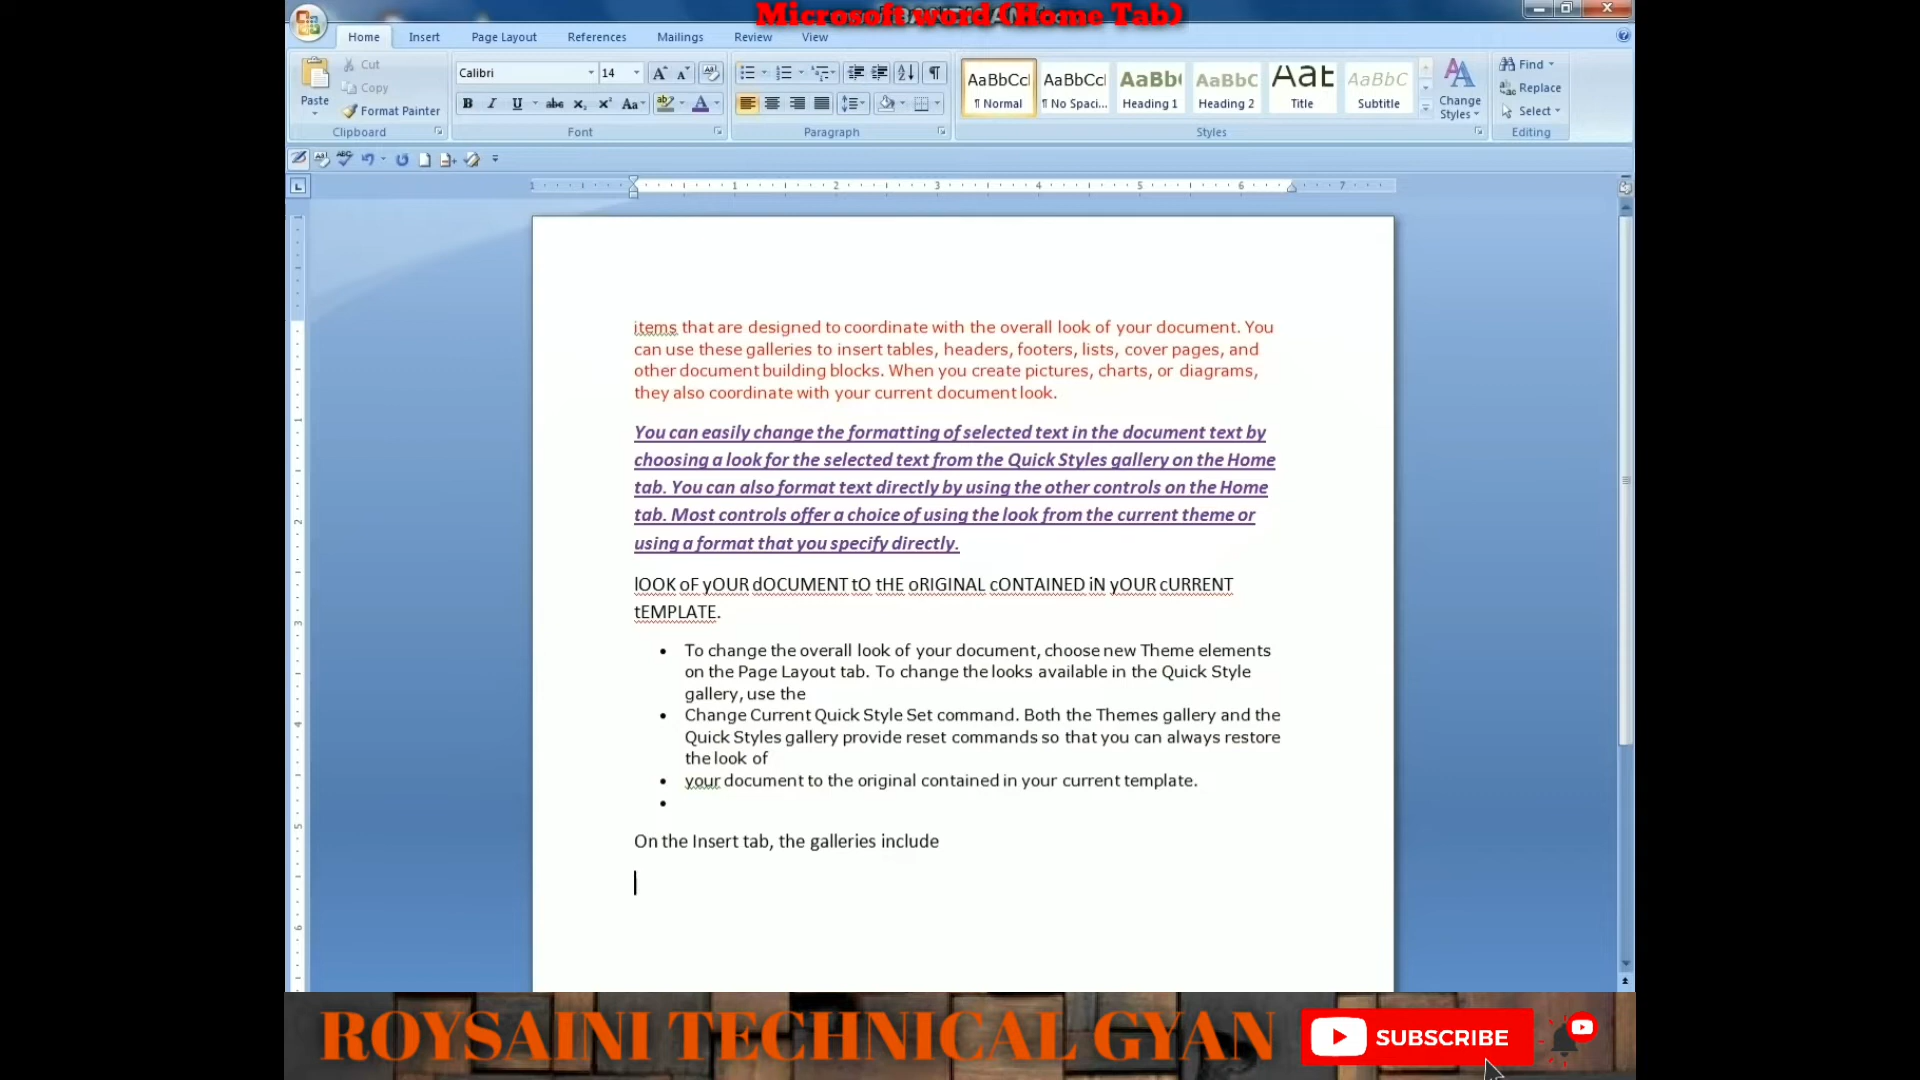 Microsoft word (Home Tab)
Home Insert Page Layout References Mailings Review View
Paste
Cut
Copy
Format Painter
Clipboard
Calibri 14
Font
Paragraph
AaBbCcI AaBbCcI AaBbC AaBbC Aat AaBbC
¶ Normal ¶ No Spaci... Heading 1 Heading 2 Title Subtitle
Change
Styles
Styles
Find
Replace
Select
Editing
1 1 2 3 4 5 6 7
items that are designed to coordinate with the overall look of your document. You
can use these galleries to insert tables, headers, footers, lists, cover pages, and
other document building blocks. When you create pictures, charts, or diagrams,
they also coordinate with your current document look.
You can easily change the formatting of selected text in the document text by
choosing a look for the selected text from the Quick Styles gallery on the Home
tab. You can also format text directly by using the other controls on the Home
tab. Most controls offer a choice of using the look from the current theme or
using a format that you specify directly.
lOOK oF yOUR dOCUMENT tO tHE oRIGINAL cONTAINED iN yOUR cURRENT
tEMPLATE.
• To change the overall look of your document, choose new Theme elements
on the Page Layout tab. To change the looks available in the Quick Style
gallery, use the
• Change Current Quick Style Set command. Both the Themes gallery and the
Quick Styles gallery provide reset commands so that you can always restore
the look of
• your document to the original contained in your current template.
•
On the Insert tab, the galleries include
ROYSAINI TECHNICAL GYAN
SUBSCRIBE